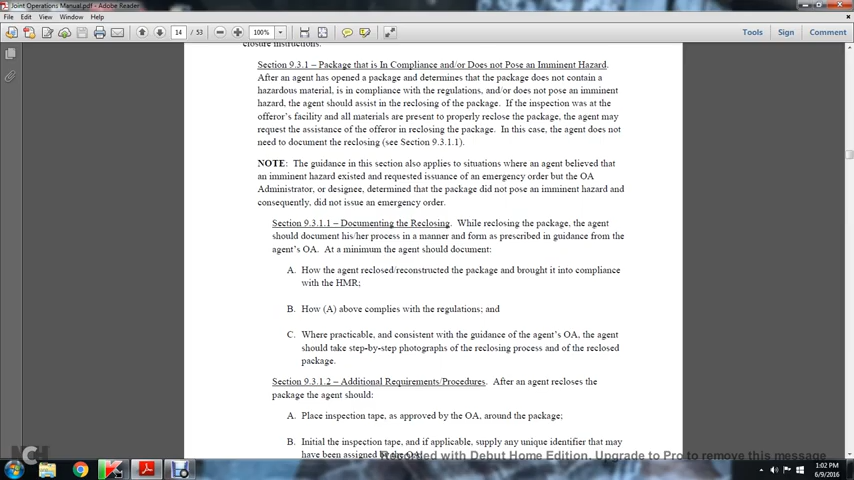 Joint Operations Manual.pdf - Adobe Reader
File Edit View Window Help
14 / 53 100% Tools Sign Comment
closure instructions.
Section 9.3.1 – Package that is In Compliance and/or Does not Pose an Imminent Hazard.
After an agent has opened a package and determines that the package does not contain a
hazardous material, is in compliance with the regulations, and/or does not pose an imminent
hazard, the agent should assist in the reclosing of the package. If the inspection was at the
offeror's facility and all materials are present to properly reclose the package, the agent may
request the assistance of the offeror in reclosing the package. In this case, the agent does not
need to document the reclosing (see Section 9.3.1.1).
NOTE: The guidance in this section also applies to situations where an agent believed that
an imminent hazard existed and requested issuance of an emergency order but the OA
Administrator, or designee, determined that the package did not pose an imminent hazard and
consequently, did not issue an emergency order.
Section 9.3.1.1 – Documenting the Reclosing. While reclosing the package, the agent
should document his/her process in a manner and form as prescribed in guidance from the
agent's OA. At a minimum the agent should document:
A. How the agent reclosed/reconstructed the package and brought it into compliance
with the HMR;
B. How (A) above complies with the regulations; and
C. Where practicable, and consistent with the guidance of the agent's OA, the agent
should take step-by-step photographs of the reclosing process and of the reclosed
package.
Section 9.3.1.2 – Additional Requirements/Procedures. After an agent recloses the
package the agent should:
A. Place inspection tape, as approved by the OA, around the package;
B. Initial the inspection tape, and if applicable, supply any unique identifier that may
have been assigned by the OA
NCH
Recorded with Debut Home Edition. Upgrade to Pro to remove this message
1:02 PM
6/9/2016